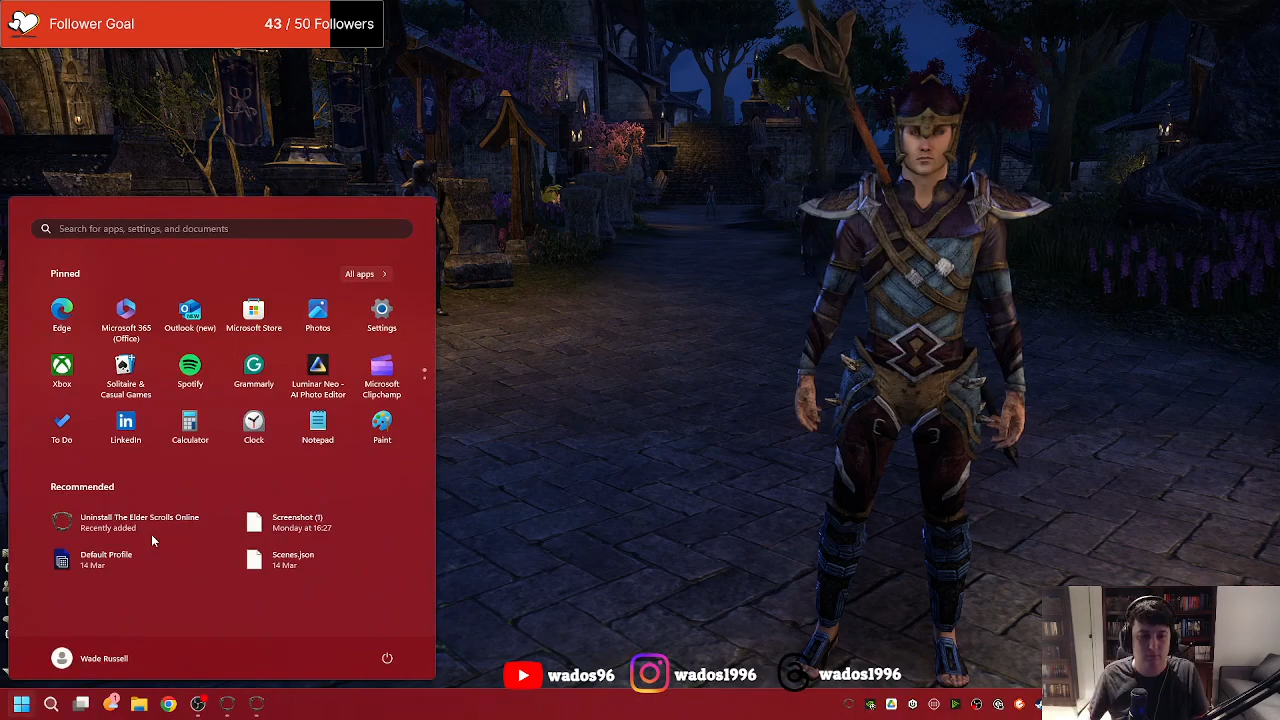 Follower Goal
43 / 50 Followers
Search for apps, settings, and documents
Pinned
All apps
Edge
Microsoft 365 (Office)
Outlook (new)
NEW
Microsoft Store
Photos
Settings
Xbox
Solitaire & Casual Games
Spotify
Grammarly
Luminar Neo - AI Photo Editor
Microsoft Clipchamp
To Do
LinkedIn
Calculator
Clock
Notepad
Paint
Recommended
Uninstall The Elder Scrolls Online
Recently added
Screenshot (1)
Monday at 16:27
Default Profile
14 Mar
Scenes.json
14 Mar
Wade Russell
wados96
wados1996
wados1996
1